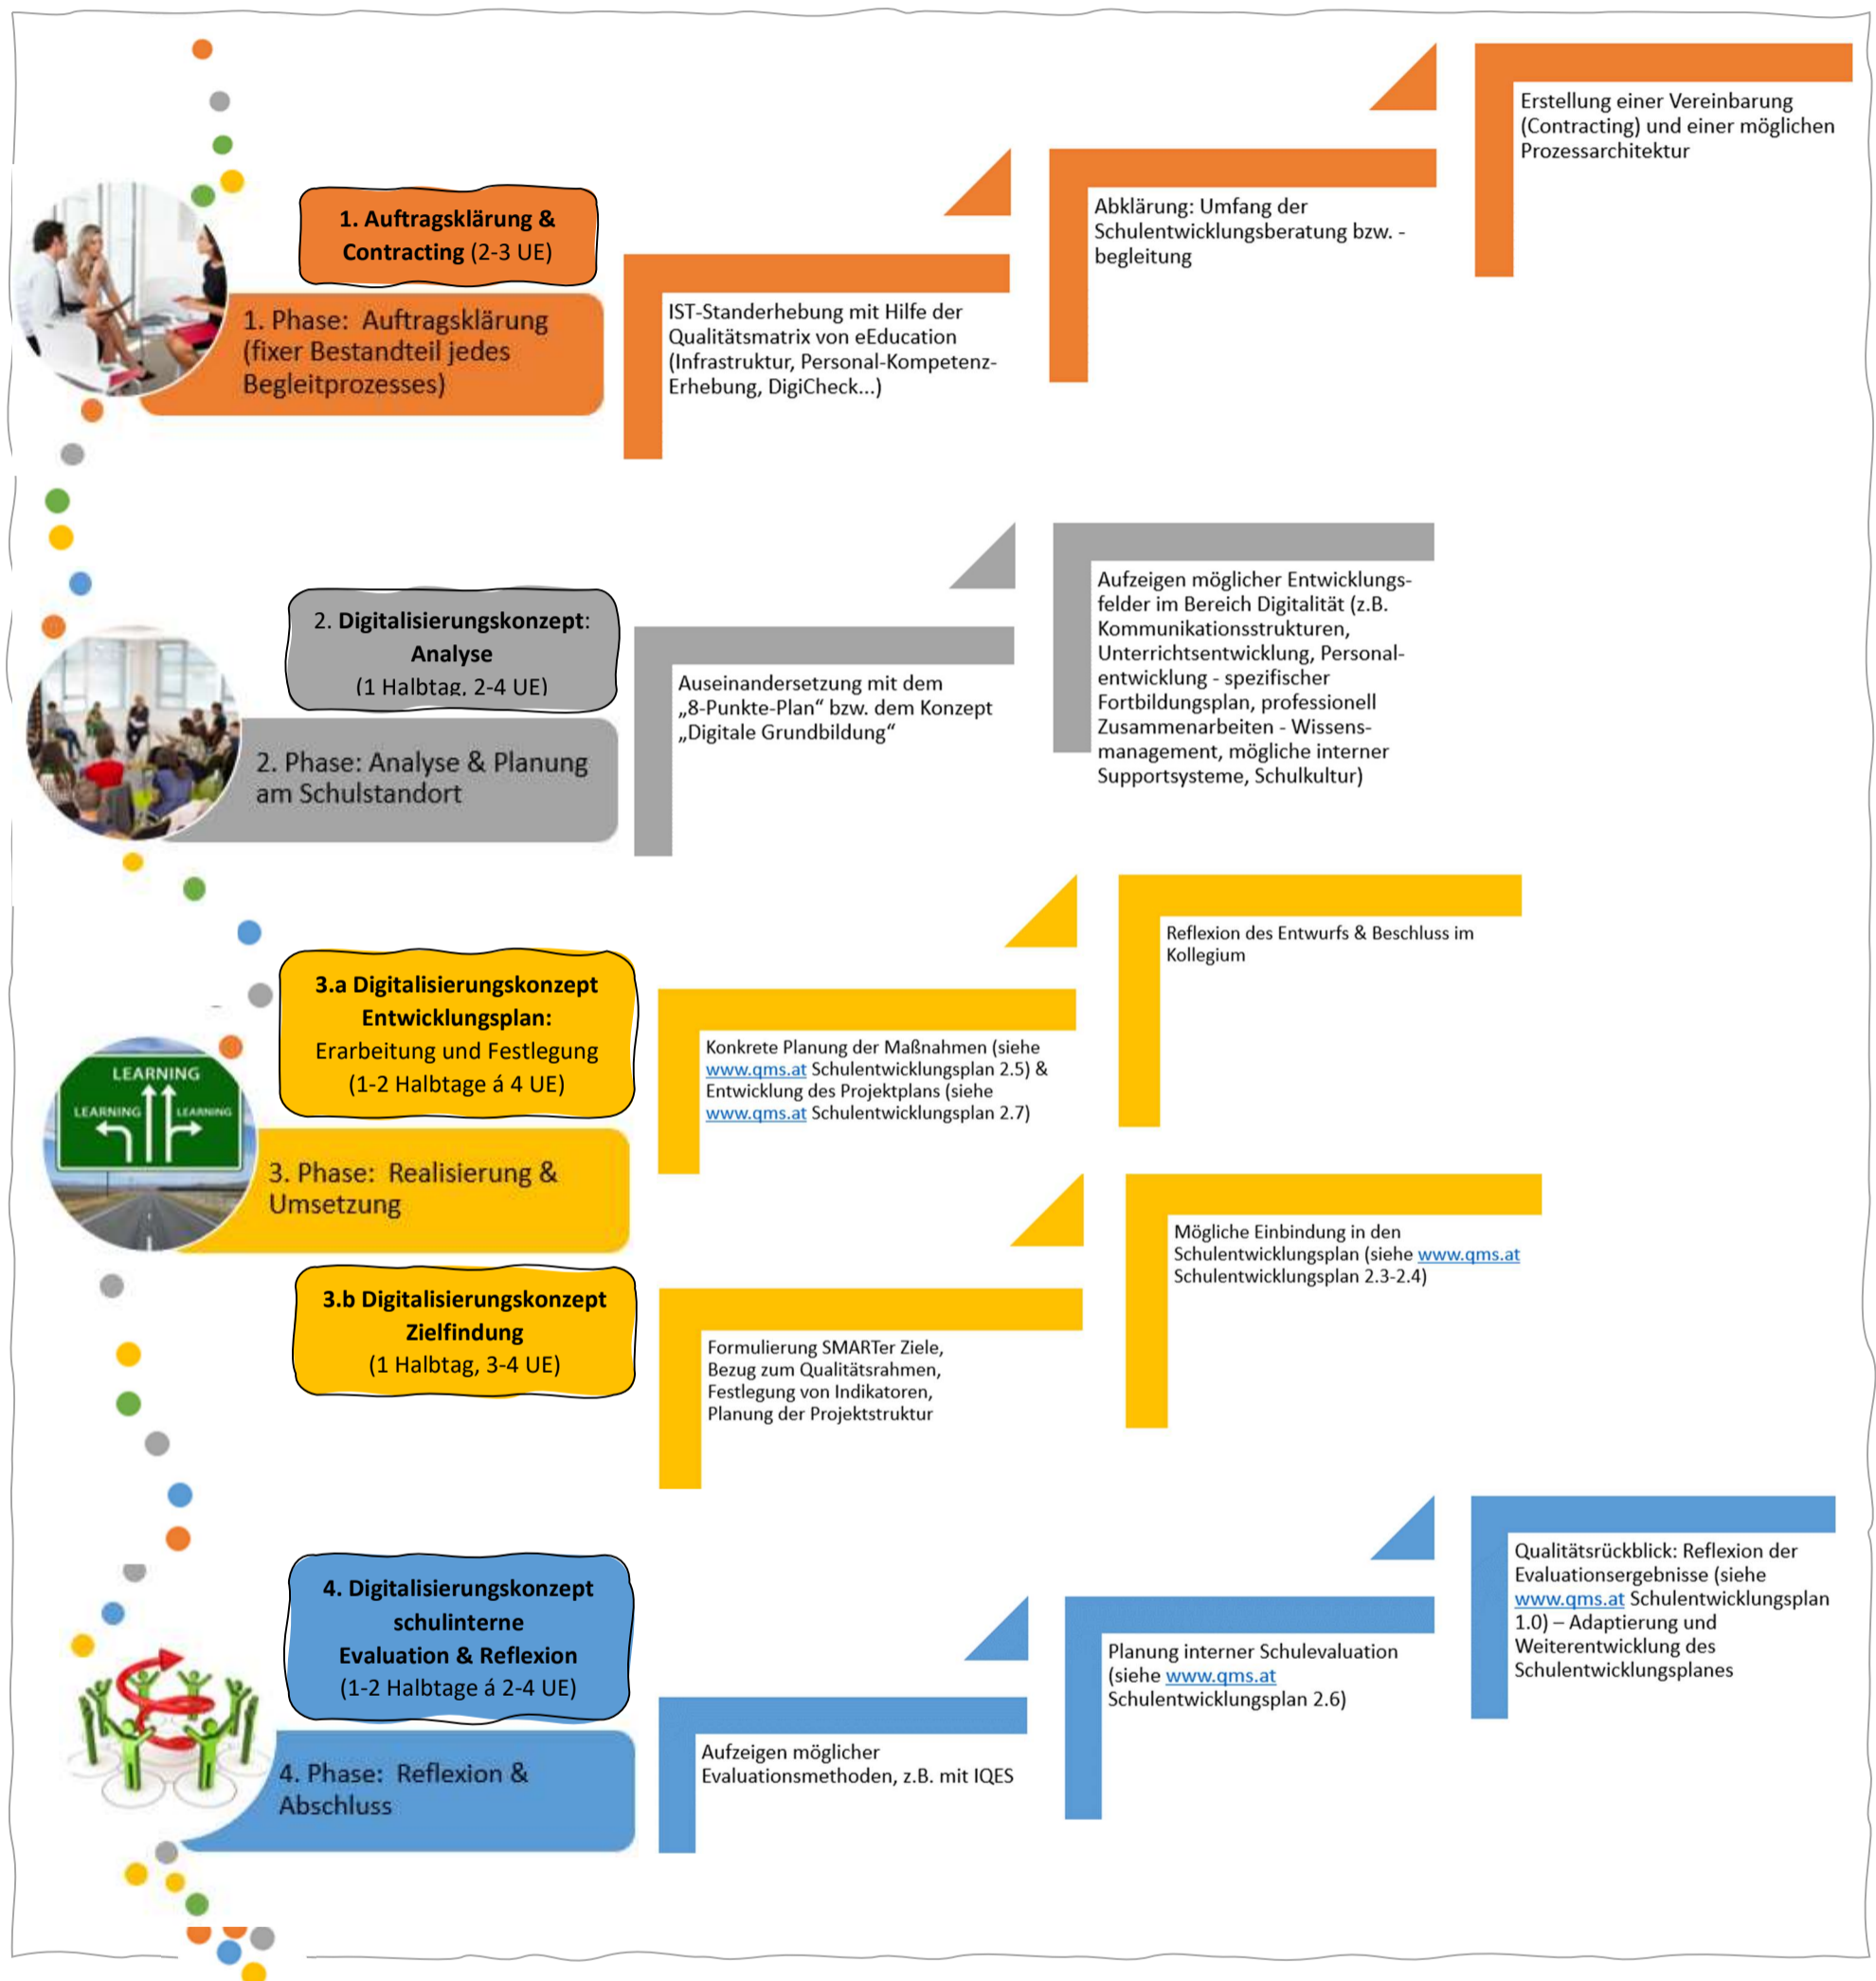 1. Auftragsklärung &
Contracting (2-3 UE)
1. Phase: Auftragsklärung
(fixer Bestandteil jedes
Begleitprozesses)
IST-Standerhebung mit Hilfe der
Qualitätsmatrix von eEducation
(Infrastruktur, Personal-Kompetenz-
Erhebung, DigiCheck...)
Abklärung: Umfang der
Schulentwicklungsberatung bzw. -
begleitung
Erstellung einer Vereinbarung
(Contracting) und einer möglichen
Prozessarchitektur
2. Digitalisierungskonzept:
Analyse
(1 Halbtag, 2-4 UE)
2. Phase: Analyse & Planung
am Schulstandort
Auseinandersetzung mit dem
„8-Punkte-Plan“ bzw. dem Konzept
„Digitale Grundbildung“
Aufzeigen möglicher Entwicklungs-
felder im Bereich Digitalität (z.B.
Kommunikationsstrukturen,
Unterrichtsentwicklung, Personal-
entwicklung - spezifischer
Fortbildungsplan, professionell
Zusammenarbeiten - Wissens-
management, mögliche interner
Supportsysteme, Schulkultur)
3.a Digitalisierungskonzept
Entwicklungsplan:
Erarbeitung und Festlegung
(1-2 Halbtage á 4 UE)
LEARNING
LEARNING
LEARNING
3. Phase: Realisierung &
Umsetzung
Konkrete Planung der Maßnahmen (siehe
www.qms.at Schulentwicklungsplan 2.5) &
Entwicklung des Projektplans (siehe
www.qms.at Schulentwicklungsplan 2.7)
Reflexion des Entwurfs & Beschluss im
Kollegium
3.b Digitalisierungskonzept
Zielfindung
(1 Halbtag, 3-4 UE)
Formulierung SMARTer Ziele,
Bezug zum Qualitätsrahmen,
Festlegung von Indikatoren,
Planung der Projektstruktur
Mögliche Einbindung in den
Schulentwicklungsplan (siehe www.qms.at
Schulentwicklungsplan 2.3-2.4)
4. Digitalisierungskonzept
schulinterne
Evaluation & Reflexion
(1-2 Halbtage á 2-4 UE)
4. Phase: Reflexion &
Abschluss
Aufzeigen möglicher
Evaluationsmethoden, z.B. mit IQES
Planung interner Schulevaluation
(siehe www.qms.at
Schulentwicklungsplan 2.6)
Qualitätsrückblick: Reflexion der
Evaluationsergebnisse (siehe
www.qms.at Schulentwicklungsplan
1.0) – Adaptierung und
Weiterentwicklung des
Schulentwicklungsplanes